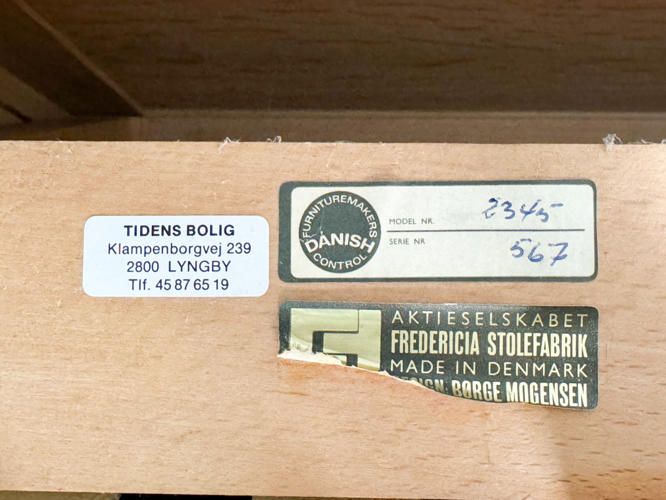 TIDENS BOLIG
Klampenborgvej 239
2800 LYNGBY
Tlf. 45 87 65 19
FURNITUREMAKERS
DANISH
CONTROL
MODEL NR. 2345
SERIE NR 567
AKTIESELSKABET
FREDERICIA STOLEFABRIK
MADE IN DENMARK
DESIGN: BØRGE MOGENSEN